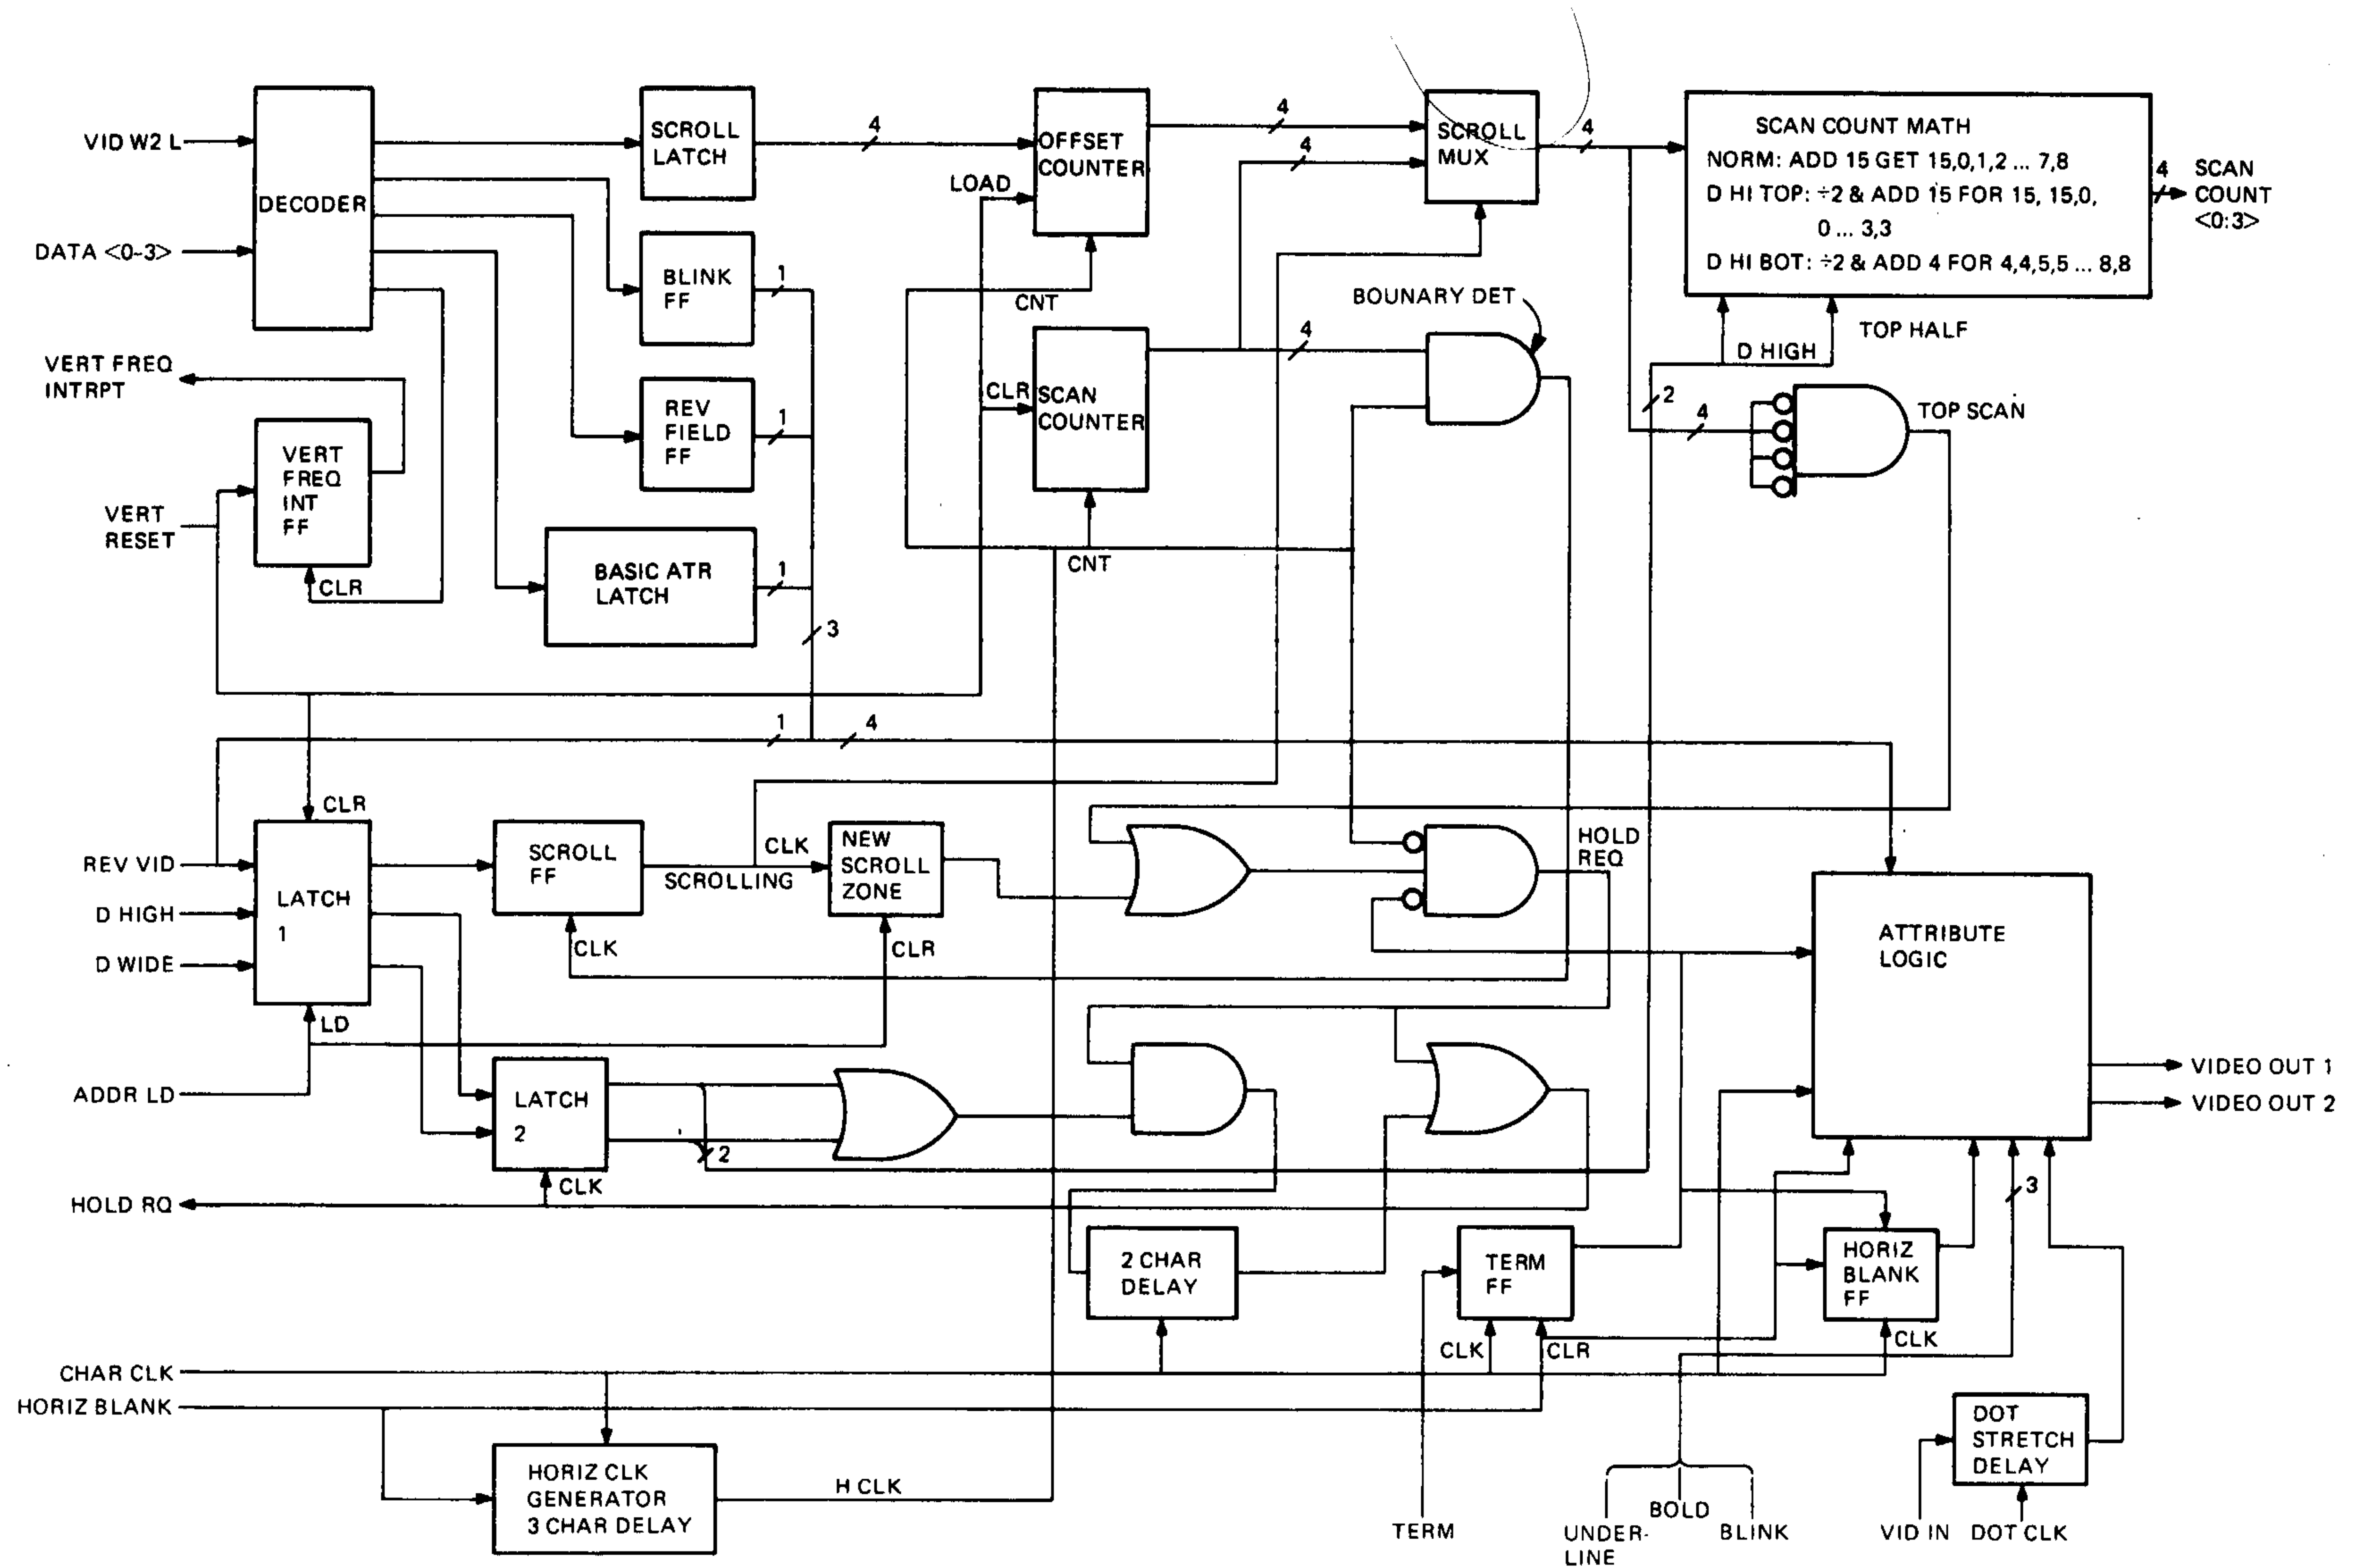 VID W2 L
DECODER
DATA <0-3>
SCROLL
LATCH
4
OFFSET
COUNTER
LOAD
CNT
4
4
SCROLL
MUX
4
SCAN COUNT MATH
NORM: ADD 15 GET 15,0,1,2 ... 7,8
D HI TOP: ÷2 & ADD 15 FOR 15, 15,0,
0 ... 3,3
D HI BOT: ÷2 & ADD 4 FOR 4,4,5,5 ... 8,8
4
SCAN
COUNT
<0:3>
BLINK
FF
1
BOUNARY DET
D HIGH
TOP HALF
VERT FREQ
INTRPT
REV
FIELD
FF
1
CLR
SCAN
COUNTER
4
2
4
TOP SCAN
VERT
FREQ
INT
FF
VERT
RESET
CLR
BASIC ATR
LATCH
1
CNT
3
1
4
CLR
REV VID
D HIGH
D WIDE
LATCH
1
LD
SCROLL
FF
SCROLLING
CLK
CLK
NEW
SCROLL
ZONE
CLR
HOLD
REQ
ATTRIBUTE
LOGIC
VIDEO OUT 1
VIDEO OUT 2
ADDR LD
LATCH
2
2
CLK
HOLD RQ
2 CHAR
DELAY
TERM
FF
CLK
CLR
HORIZ
BLANK
FF
CLK
3
CHAR CLK
HORIZ BLANK
HORIZ CLK
GENERATOR
3 CHAR DELAY
H CLK
DOT
STRETCH
DELAY
TERM
UNDER-
LINE
BOLD
BLINK
VID IN
DOT CLK